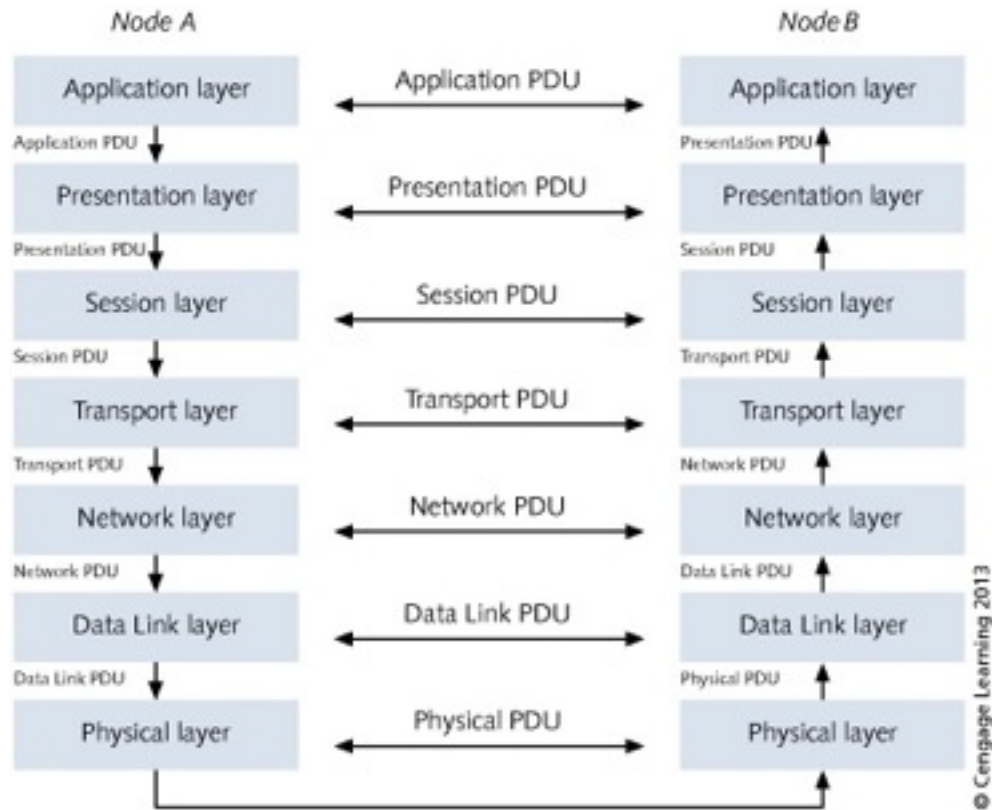 Node A
Node B
Application layer
Application PDU
Application layer
Application PDU
Presentation PDU
Presentation layer
Presentation PDU
Presentation layer
Presentation PDU
Session PDU
Session layer
Session PDU
Session layer
Session PDU
Transport PDU
Transport layer
Transport PDU
Transport layer
Transport PDU
Network PDU
Network layer
Network PDU
Network layer
Network PDU
Data Link PDU
Data Link layer
Data Link PDU
Data Link layer
Data Link PDU
Physical PDU
Physical layer
Physical PDU
Physical layer
© Cengage Learning 2013